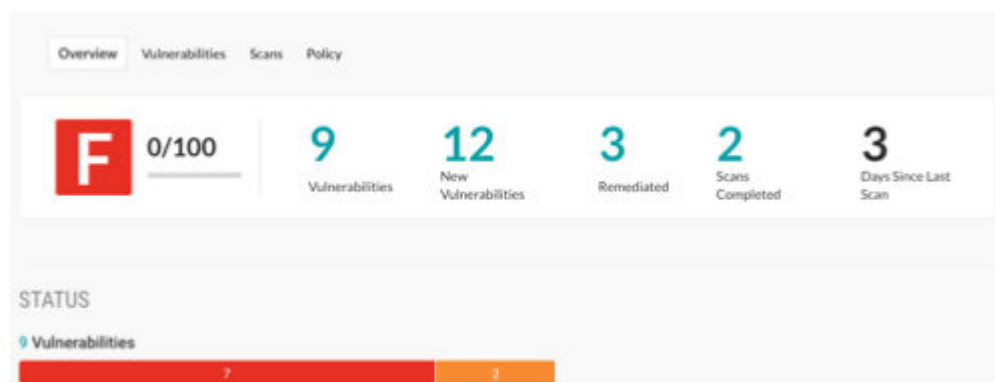 Overview Vulnerabilities Scans Policy
F 0/100
9 12 3 2 3
Vulnerabilities New Vulnerabilities Remediated Scans Completed Days Since Last Scan
STATUS
9 Vulnerabilities
7 2